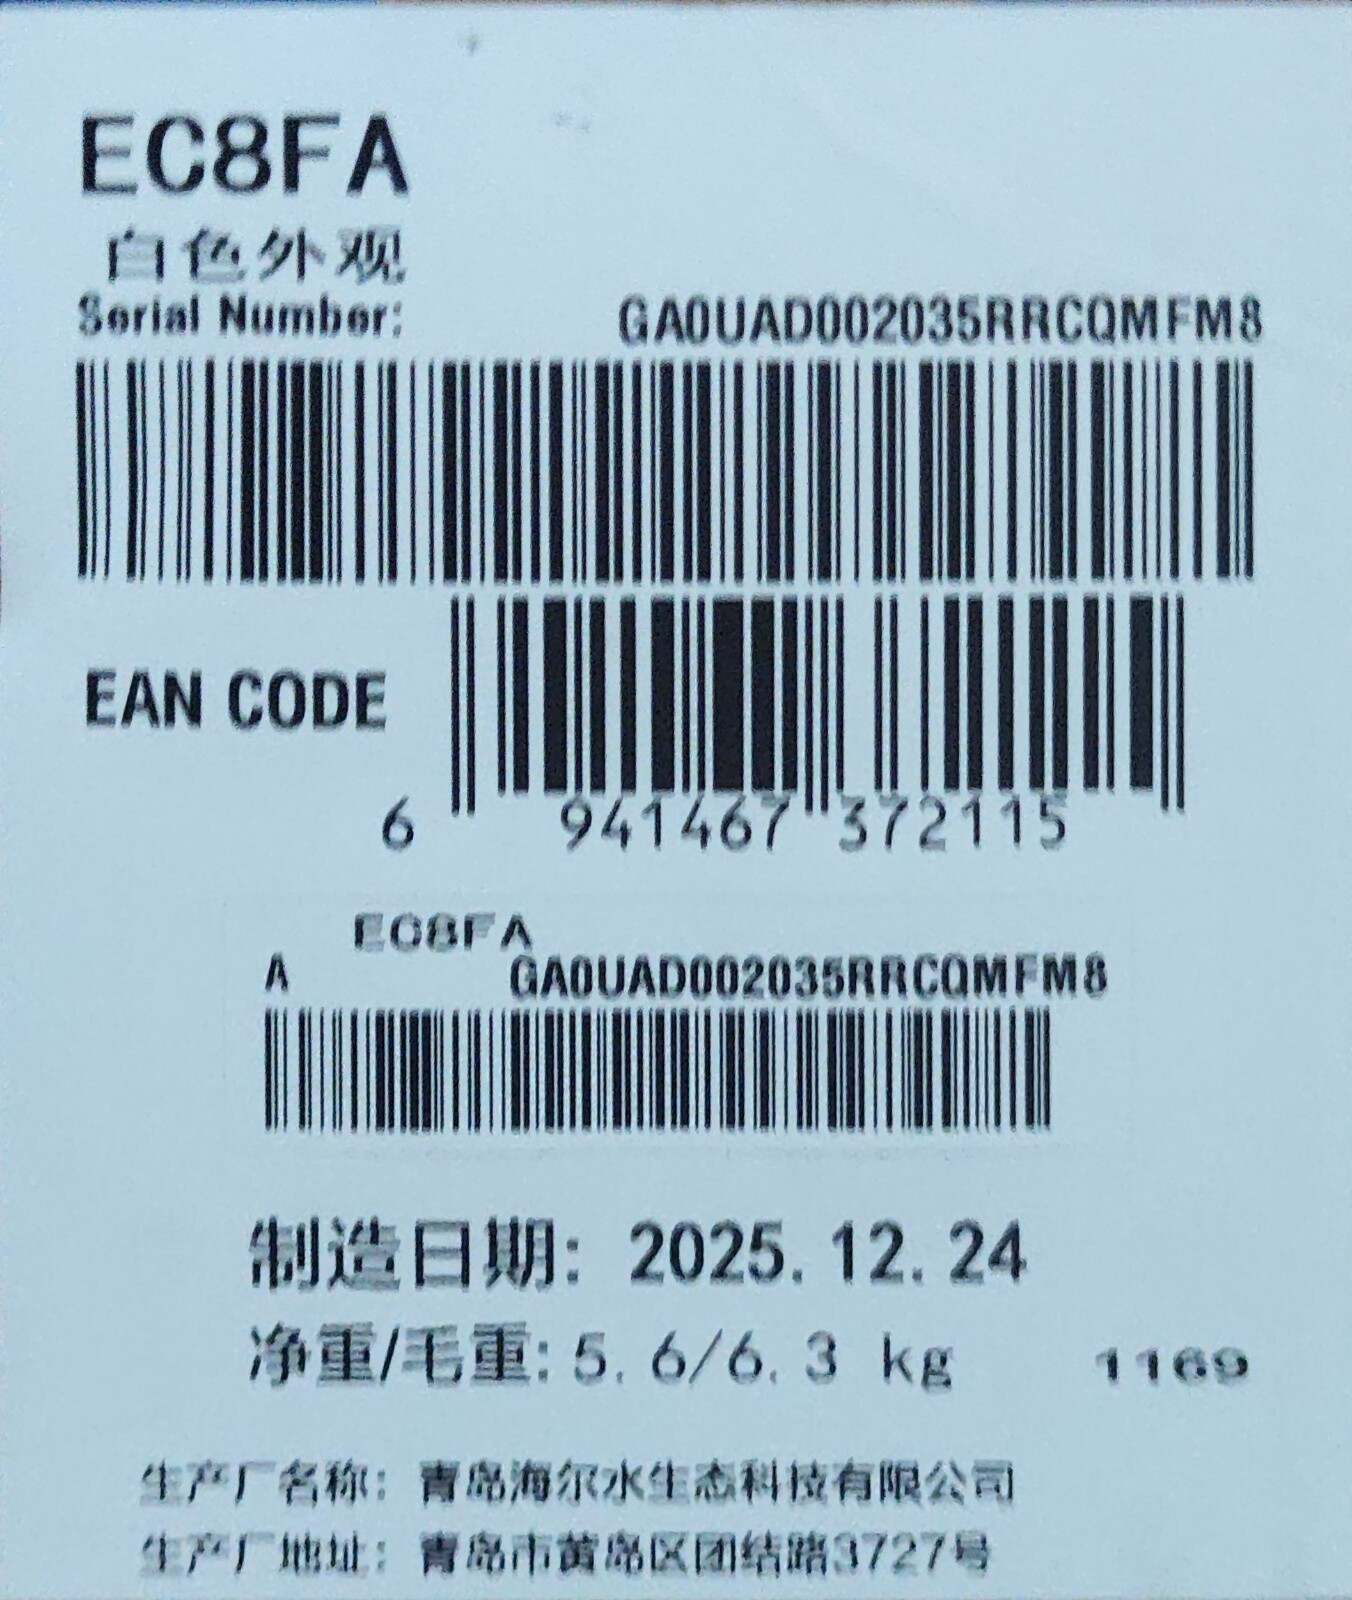 EC8FA
白色外观
Serial Number: GA0UAD002035RRCQMFM8
EAN CODE
6 941467 372115
EC8FA
A GA0UAD002035RRCQMFM8
制造日期: 2025.12.24
净重/毛重: 5.6/6.3 kg 1169
生产厂名称: 青岛海尔水生态科技有限公司
生产厂地址: 青岛市黄岛区团结路3727号